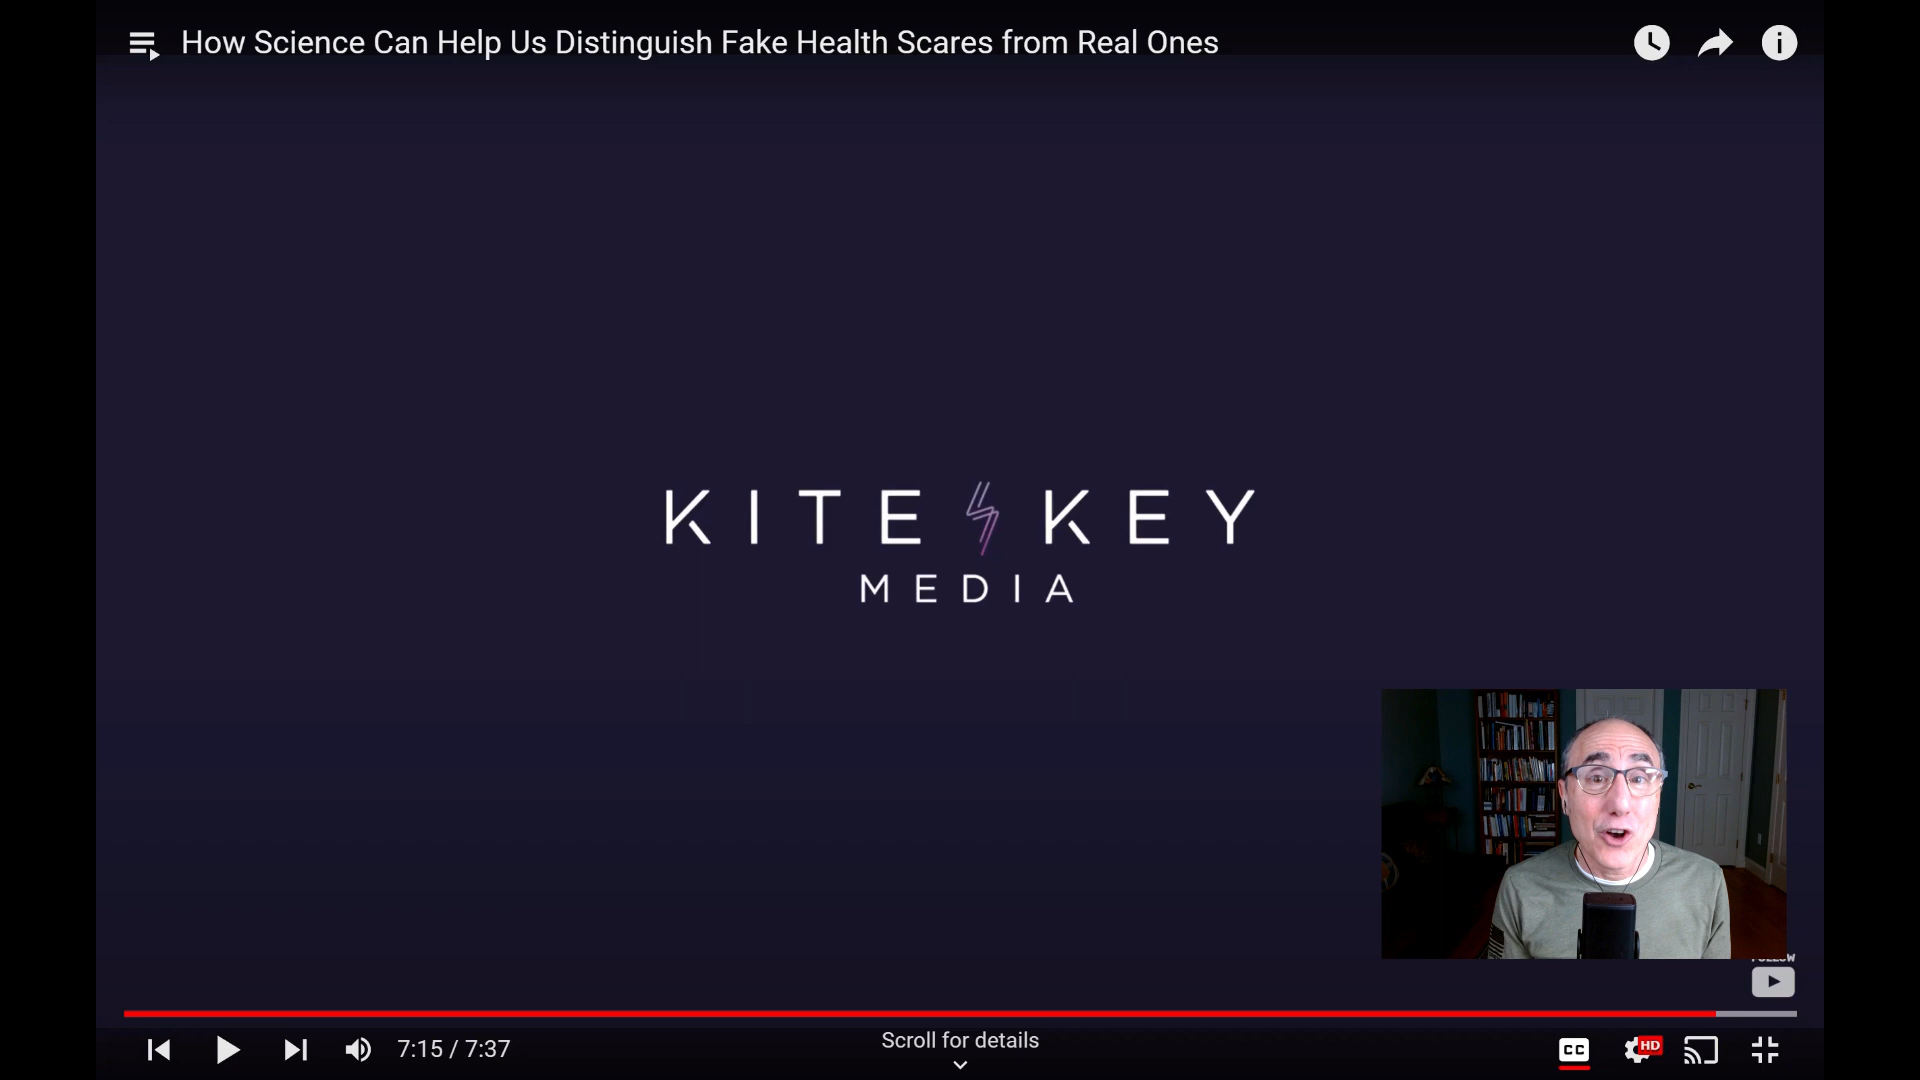 How Science Can Help Us Distinguish Fake Health Scares from Real Ones
KITE KEY
MEDIA
FOLLOW
7:15 / 7:37
Scroll for details
CC
HD